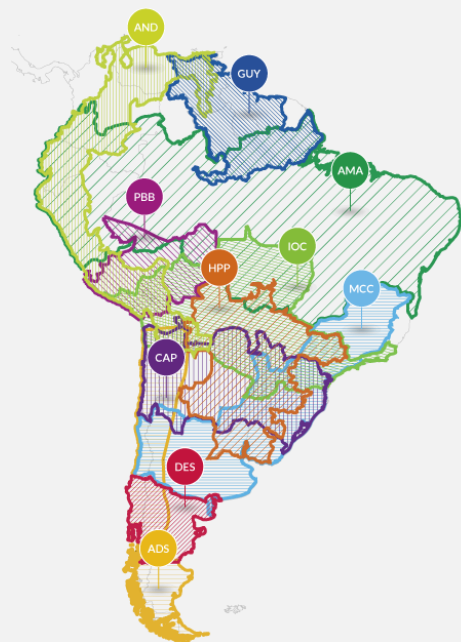 AND
GUY
AMA
PBB
IOC
HPP
MCC
CAP
DES
ADS